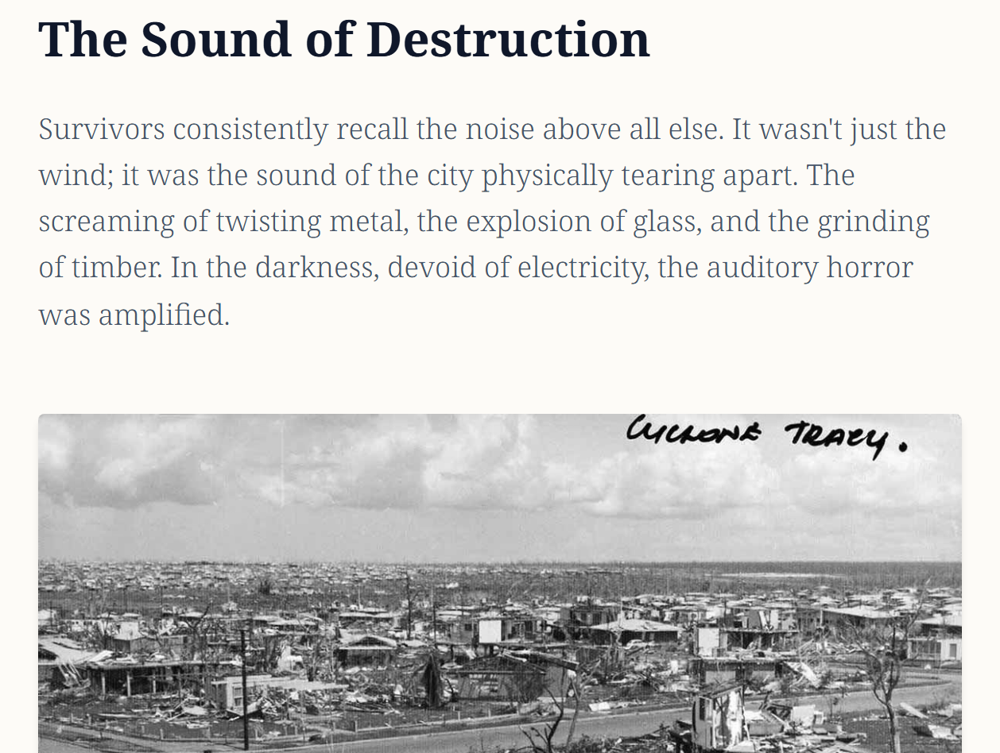 The Sound of Destruction
Survivors consistently recall the noise above all else. It wasn't just the
wind; it was the sound of the city physically tearing apart. The
screaming of twisting metal, the explosion of glass, and the grinding
of timber. In the darkness, devoid of electricity, the auditory horror
was amplified.
CYCLONE TRACY.